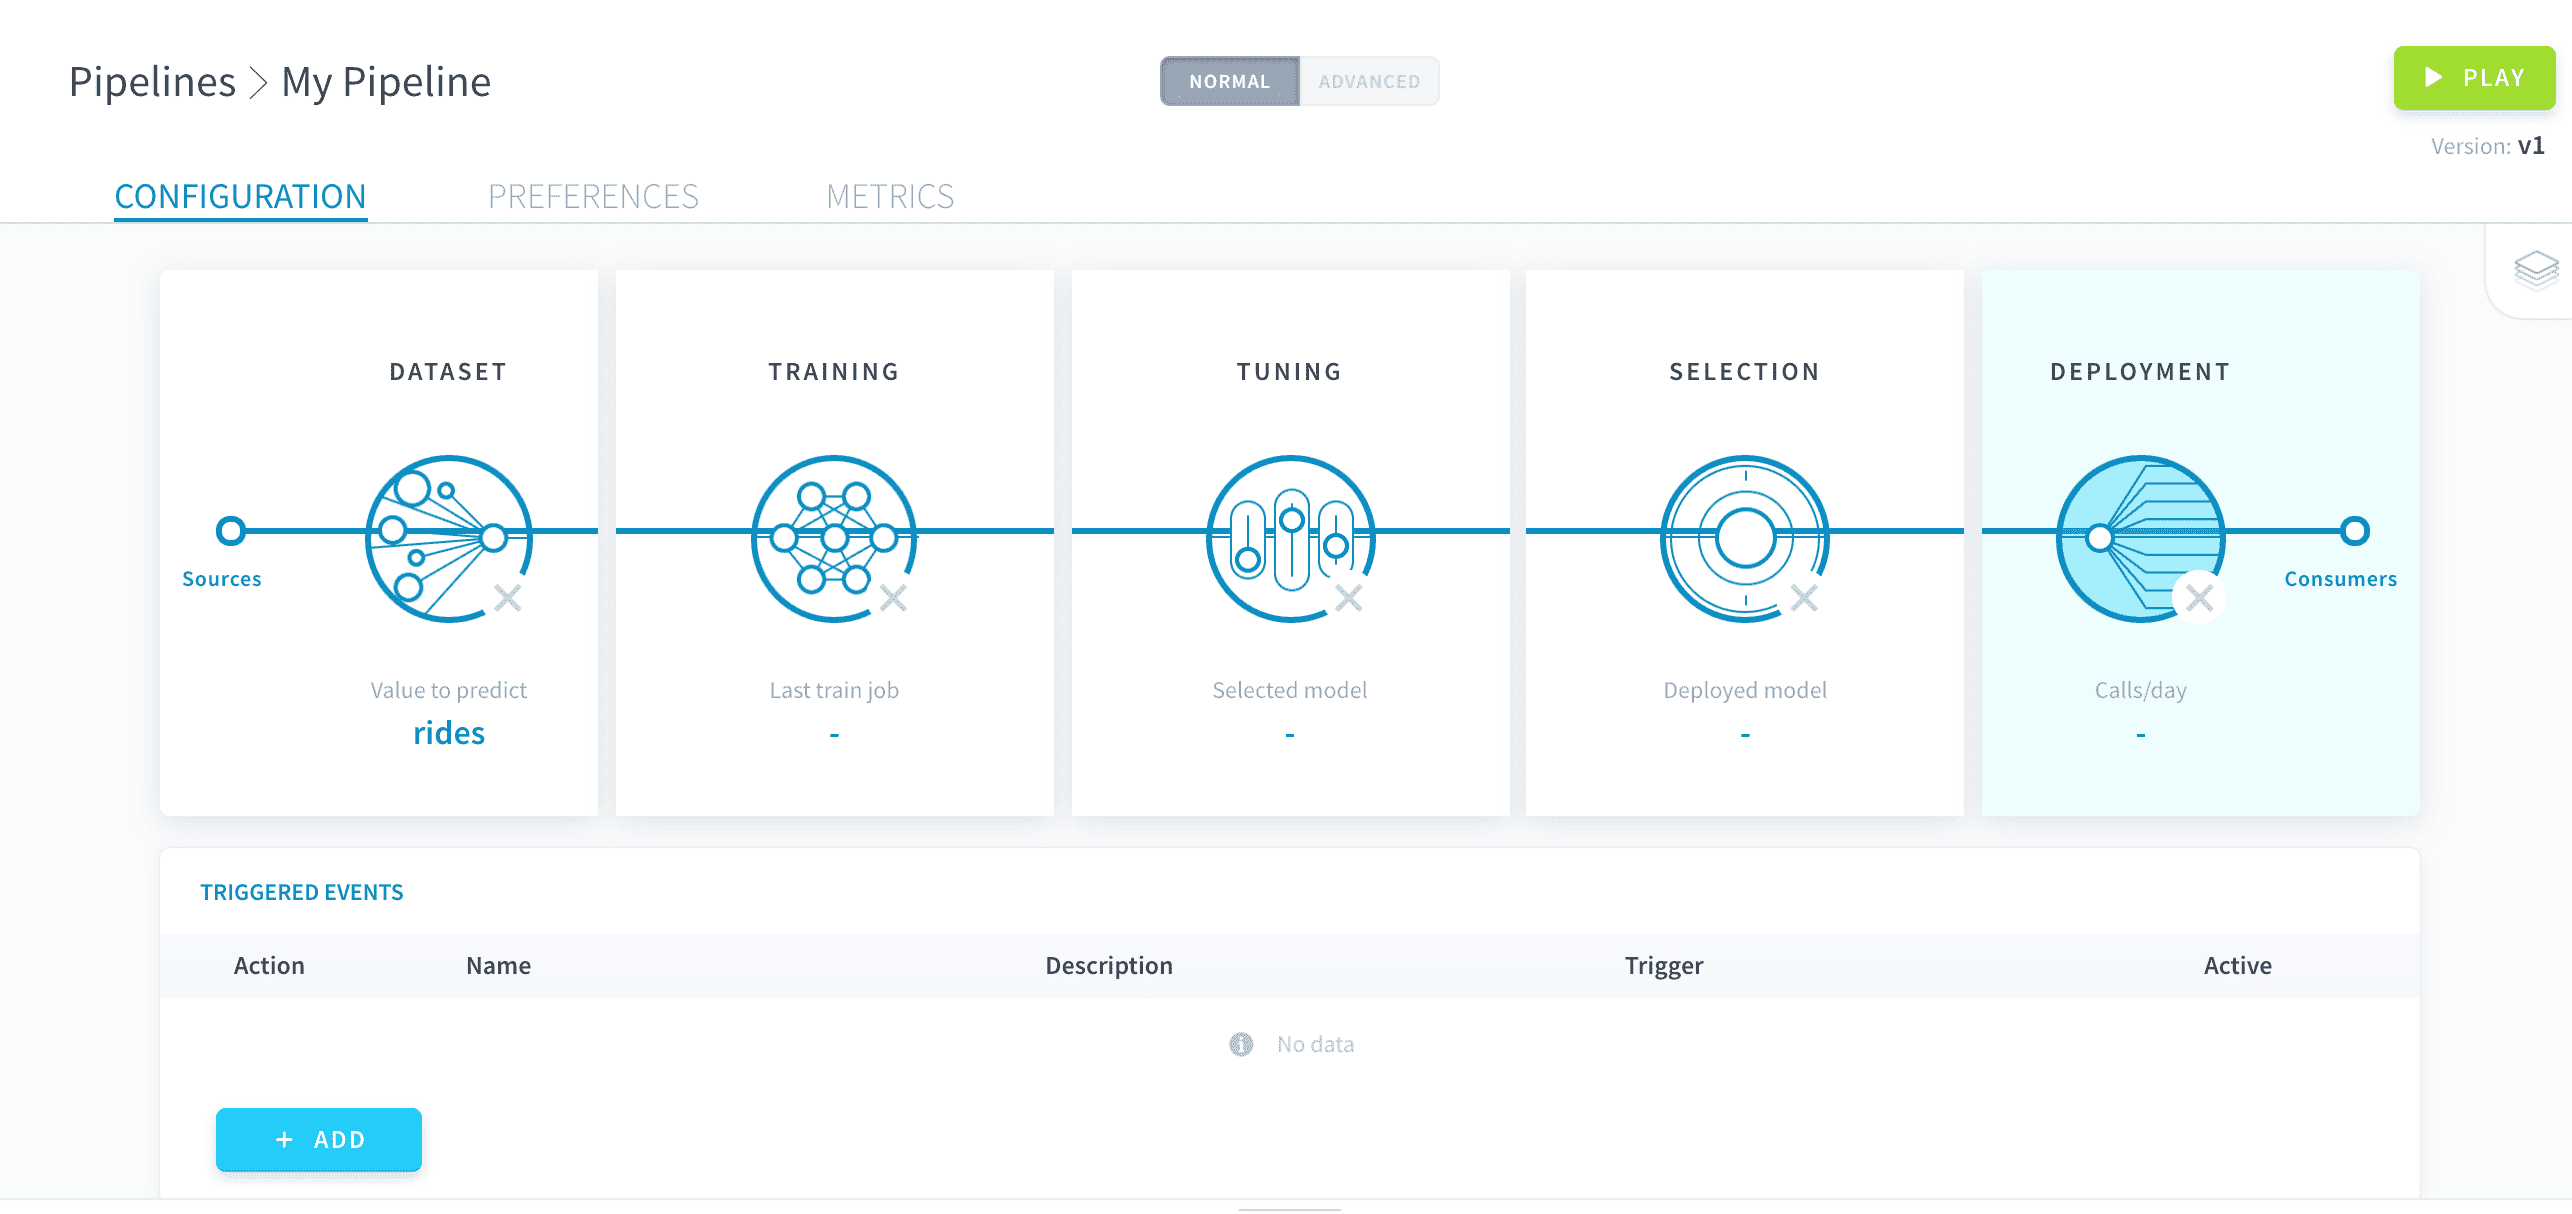 Pipelines > My Pipeline
NORMAL
ADVANCED
PLAY
Version: v1
CONFIGURATION
PREFERENCES
METRICS
DATASET
TRAINING
TUNING
SELECTION
DEPLOYMENT
Sources
Consumers
Value to predict
rides
Last train job
-
Selected model
-
Deployed model
-
Calls/day
-
TRIGGERED EVENTS
Action
Name
Description
Trigger
Active
No data
+ ADD